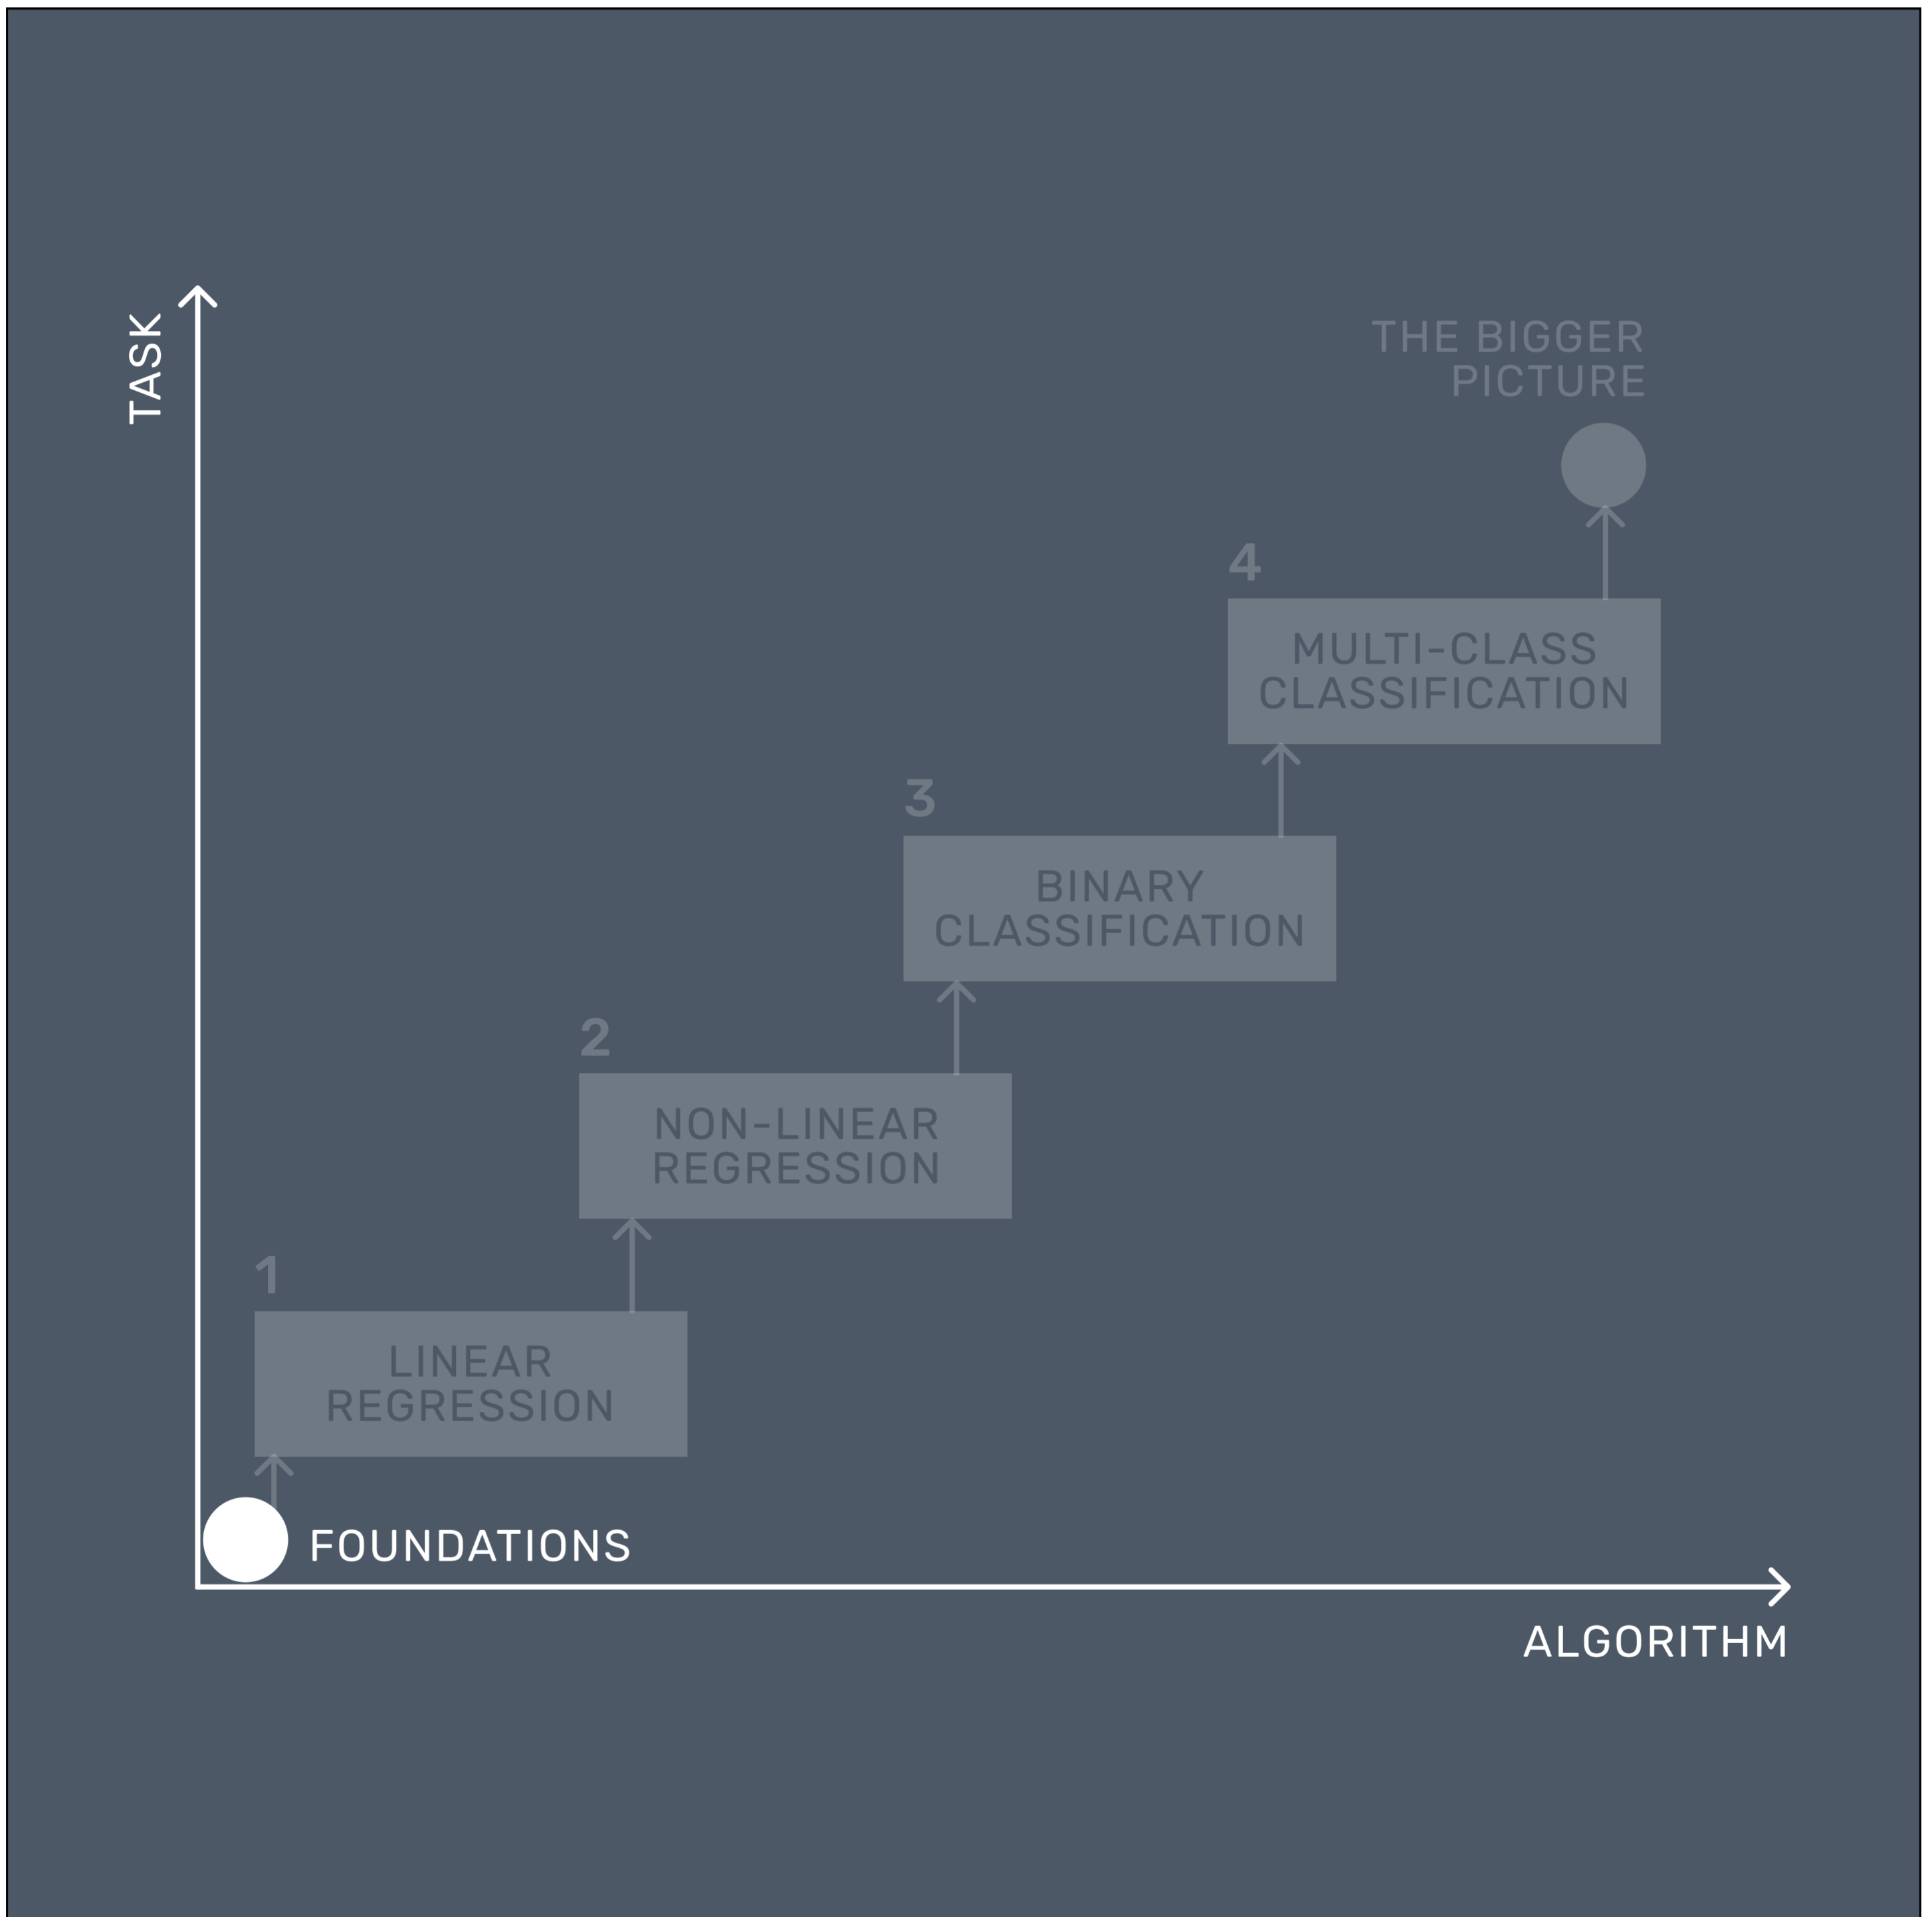 TASK
THE BIGGER
PICTURE
4
MULTI-CLASS
CLASSIFICATION
3
BINARY
CLASSIFICATION
2
NON-LINEAR
REGRESSION
1
LINEAR
REGRESSION
FOUNDATIONS
ALGORITHM